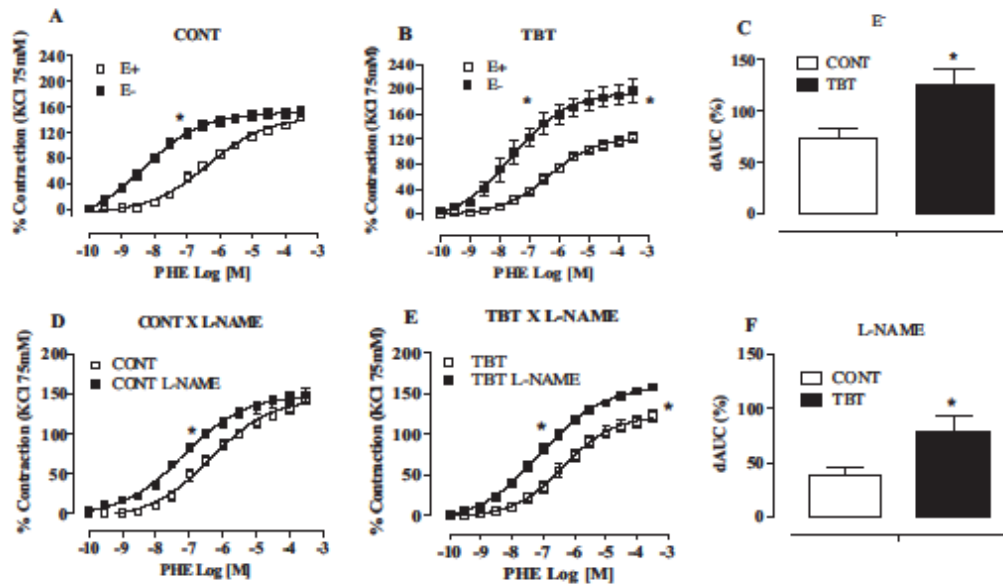 A
CONT
% Contraction (KCl 75mM)
240
200
160
120
80
40
0
E+
E-
*
-10 -9 -8 -7 -6 -5 -4 -3
PHE Log [M]
B
TBT
% Contraction (KCl 75mM)
240
200
160
120
80
40
0
E+
E-
* *
-10 -9 -8 -7 -6 -5 -4 -3
PHE Log [M]
C
E-
dAUC (%)
150
100
50
0
CONT
TBT
*
D
CONT X L-NAME
% Contraction (KCl 75mM)
200
150
100
50
0
CONT
CONT L-NAME
*
-10 -9 -8 -7 -6 -5 -4 -3
PHE Log [M]
E
TBT X L-NAME
% Contraction (KCl 75mM)
200
150
100
50
0
TBT
TBT L-NAME
* *
-10 -9 -8 -7 -6 -5 -4 -3
PHE Log [M]
F
L-NAME
dAUC (%)
150
100
50
0
CONT
TBT
*